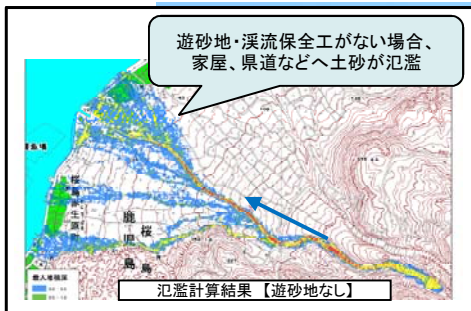 遊砂地・渓流保全工がない場合、
家屋、県道などへ土砂が氾濫
鹿児島
桜島
氾濫計算結果 【遊砂地なし】